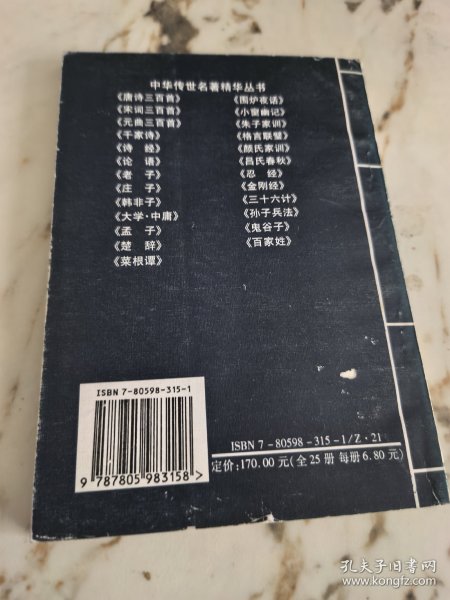 中华传世名著精华丛书
《唐诗三百首》
《宋词三百首》
《元曲三百首》
《千家诗》
《诗 经》
《论 语》
《老 子》
《庄 子》
《韩非子》
《大学·中庸》
《孟 子》
《楚 辞》
《菜根谭》
《围炉夜话》
《小窗幽记》
《朱子家训》
《格言联璧》
《颜氏家训》
《吕氏春秋》
《忍 经》
《金刚经》
《三十六计》
《孙子兵法》
《鬼谷子》
《百家姓》
ISBN 7-80598-315-1
9 787805 983158 >
ISBN 7－80598－315－1/Z·21
定价:170.00元(全25册 每册6.80元)
孔夫子旧书网
www.kongfz.com